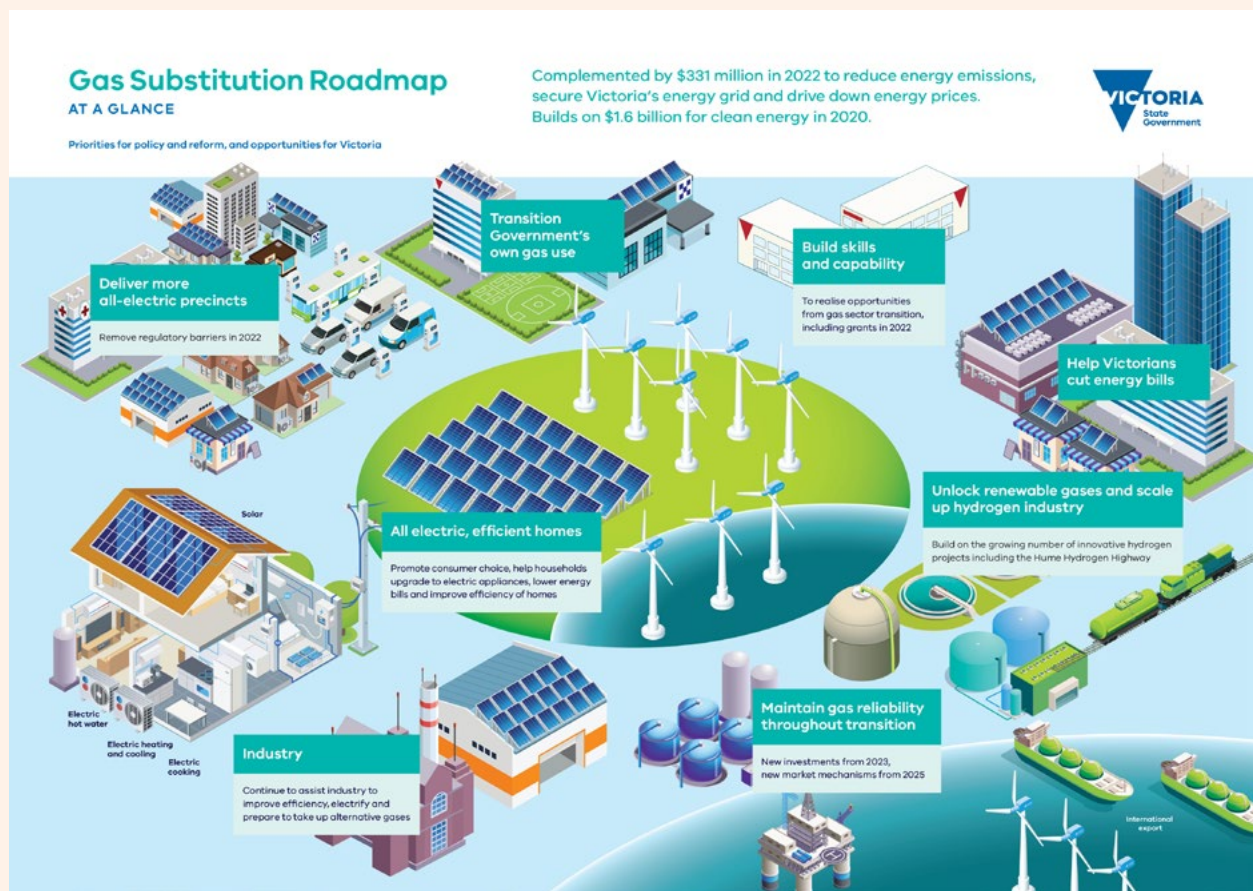 Gas Substitution Roadmap
AT A GLANCE
Priorities for policy and reform, and opportunities for Victoria
Complemented by $331 million in 2022 to reduce energy emissions,
secure Victoria's energy grid and drive down energy prices.
Builds on $1.6 billion for clean energy in 2020.
VICTORIA
State
Government
Deliver more
all-electric precincts
Remove regulatory barriers in 2022
Transition
Government's
own gas use
Build skills
and capability
To realise opportunities
from gas sector transition,
including grants in 2022
Help Victorians
cut energy bills
Unlock renewable gases and scale
up hydrogen industry
Build on the growing number of innovative hydrogen
projects including the Hume Hydrogen Highway
All electric, efficient homes
Promote consumer choice, help households
upgrade to electric appliances, lower energy
bills and improve efficiency of homes
Solar
Electric
hot water
Electric heating
and cooling
Electric
cooking
Industry
Continue to assist industry to
improve efficiency, electrify and
prepare to take up alternative gases
Maintain gas reliability
throughout transition
New investments from 2023,
new market mechanisms from 2025
International
export